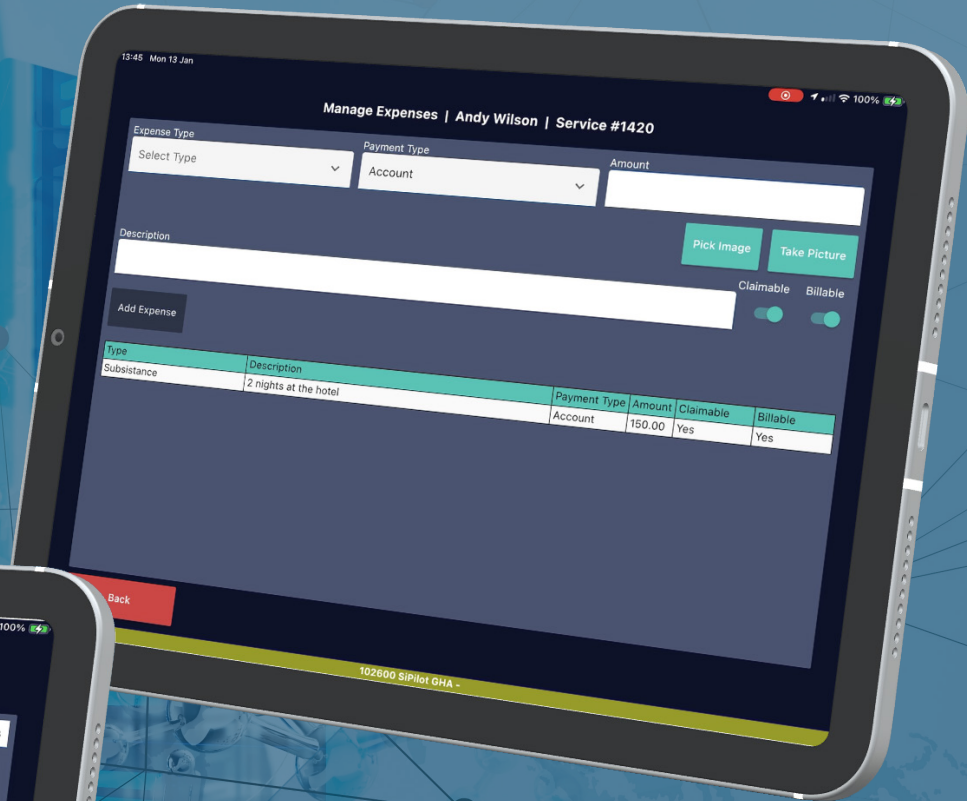 13:45 Mon 13 Jan
100%
Manage Expenses | Andy Wilson | Service #1420
Expense Type
Payment Type
Amount
Select Type
Account
Pick Image
Take Picture
Description
Claimable
Billable
Add Expense
Type Description Payment Type Amount Claimable Billable
Subsistance 2 nights at the hotel Account 150.00 Yes Yes
Back
102600 SiPilot GHA -
100%